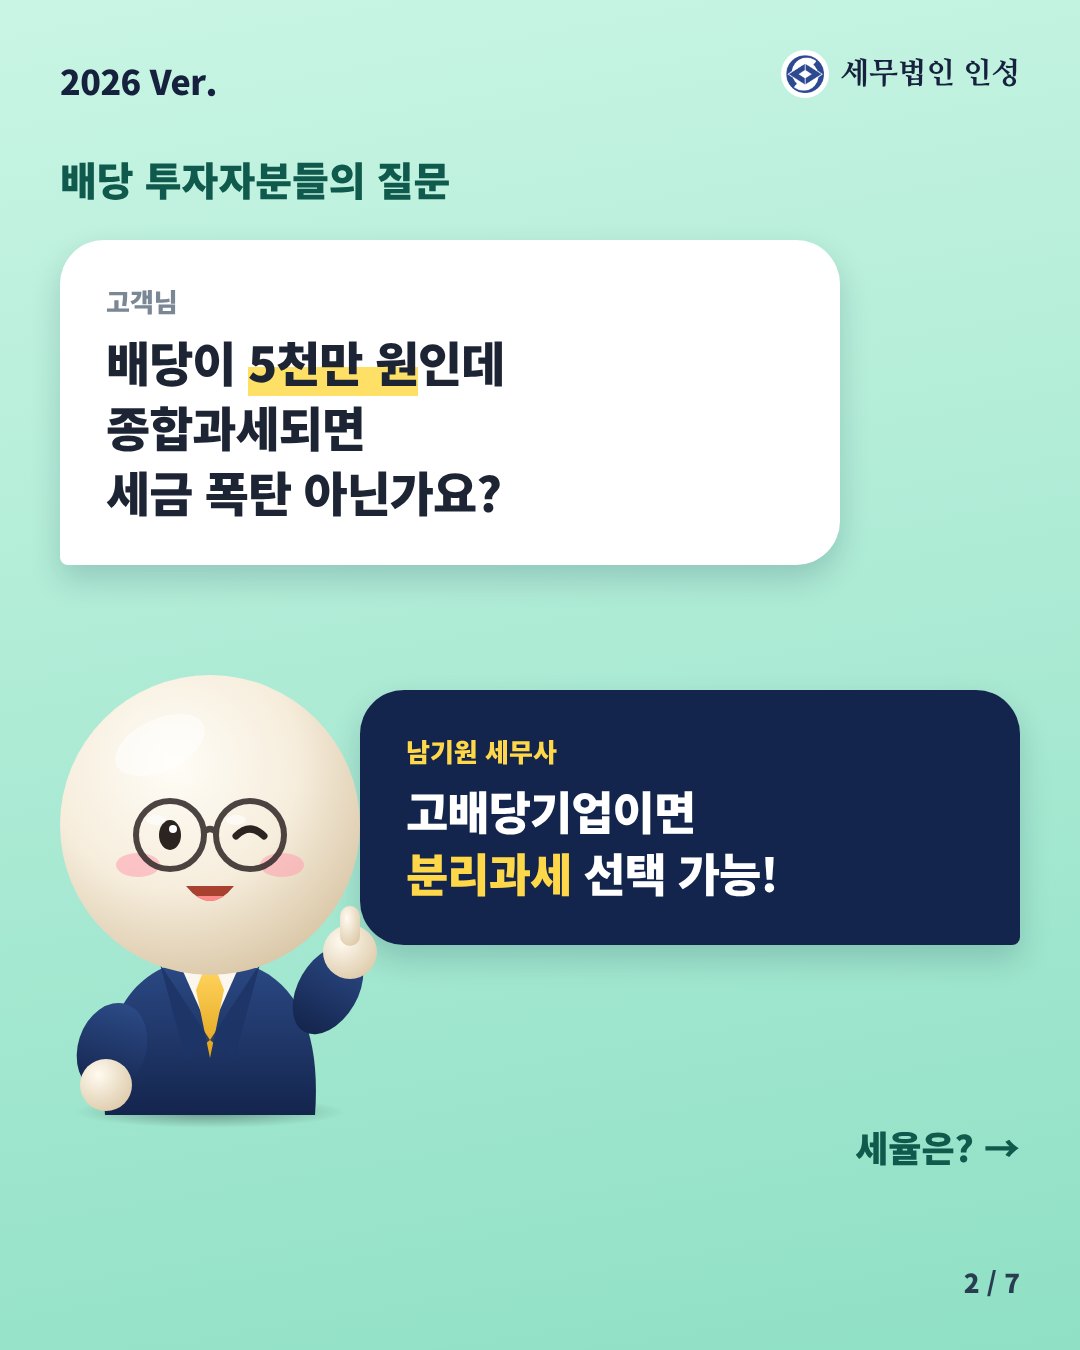 2026 Ver.
세무법인 인성
배당 투자자분들의 질문
고객님
배당이 5천만 원인데
종합과세되면
세금 폭탄 아닌가요?
남기원 세무사
고배당기업이면
분리과세 선택 가능!
세율은? →
2 / 7